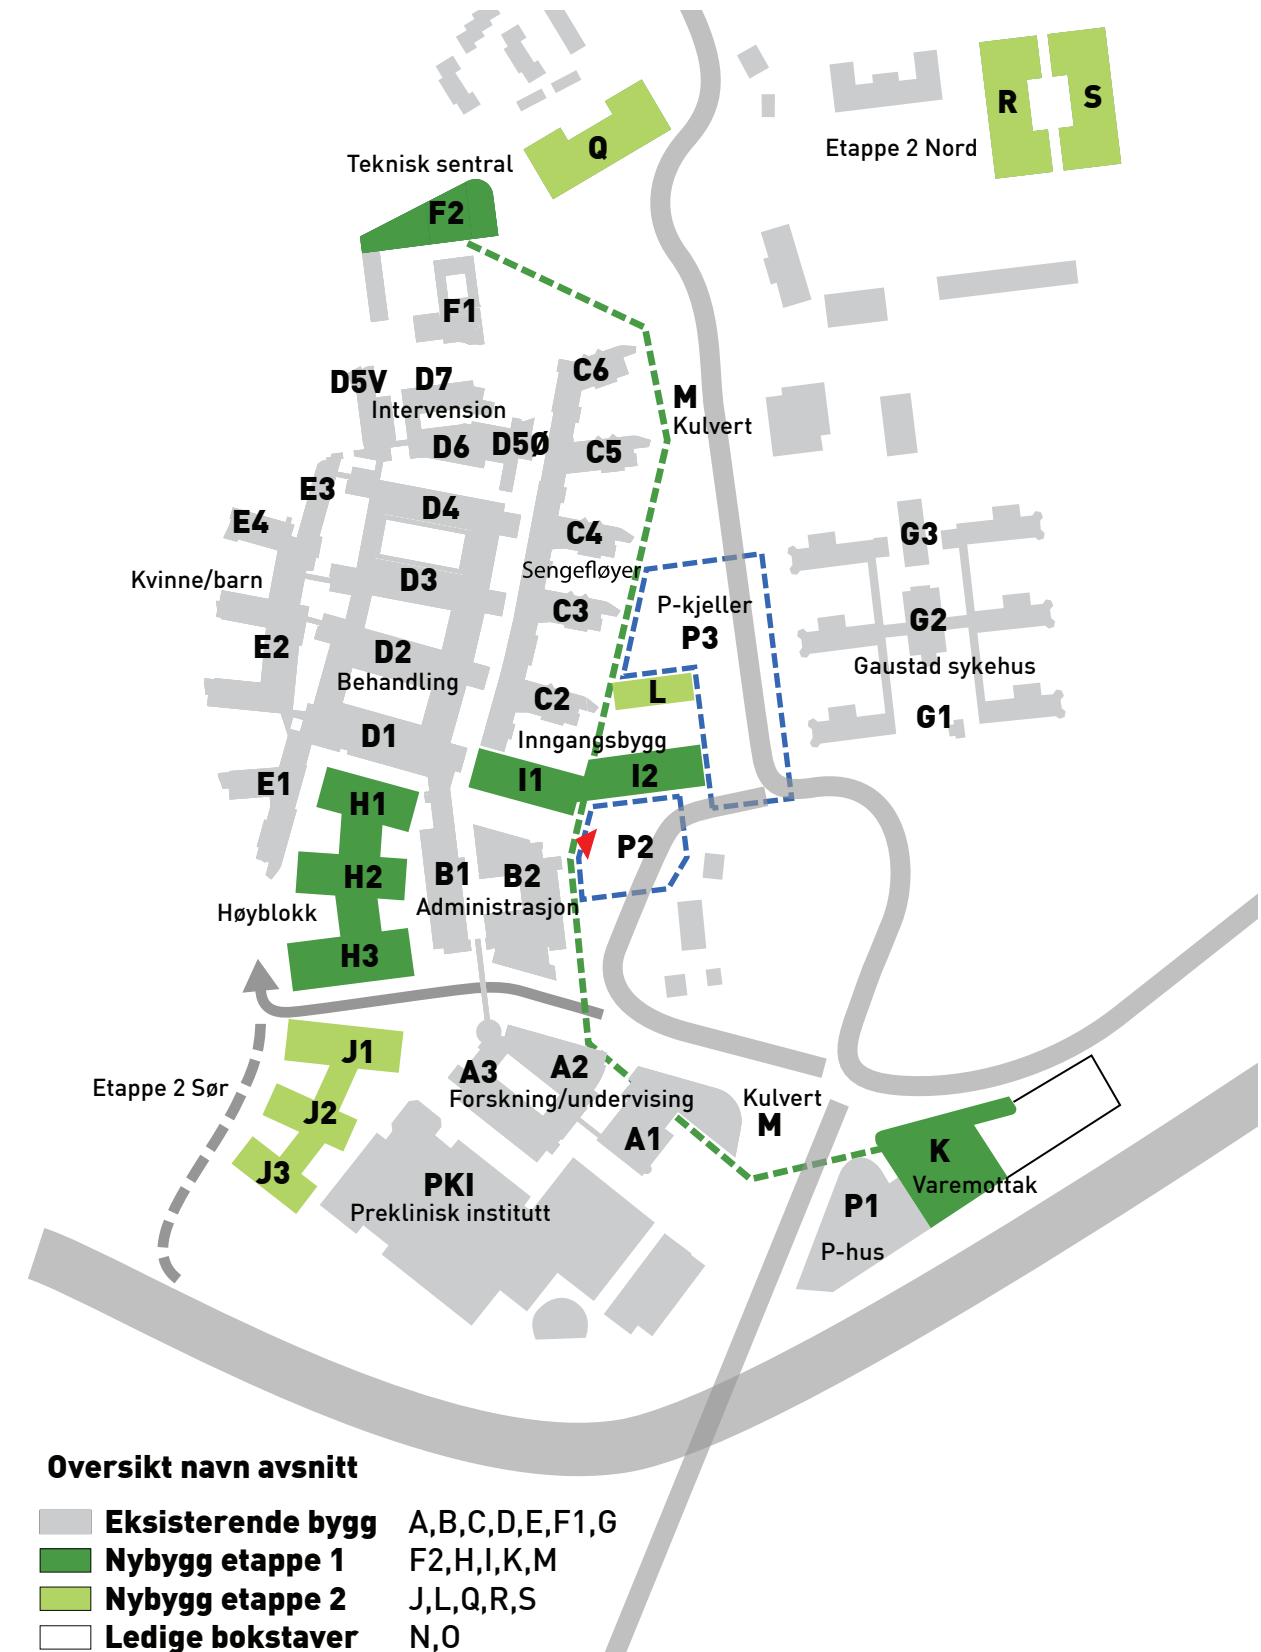 R
S
Etappe 2 Nord
Q
Teknisk sentral
F2
F1
D5V
D7
Intervension
C6
M
Kulvert
D6
D5Ø
C5
E3
E4
D4
C4
G3
Sengefløyer
Kvinne/barn
D3
P-kjeller
C3
P3
G2
E2
D2
Gaustad sykehus
Behandling
L
C2
G1
D1
Inngangsbygg
I1
I2
E1
H1
P2
H2
B1
B2
Administrasjon
Høyblokk
H3
J1
A3
A2
Etappe 2 Sør
Forskning/undervising
Kulvert
M
J2
A1
K
J3
PKI
Varemottak
Preklinisk institutt
P1
P-hus
Oversikt navn avsnitt
Eksisterende bygg A,B,C,D,E,F1,G
Nybygg etappe 1 F2,H,I,K,M
Nybygg etappe 2 J,L,Q,R,S
Ledige bokstaver N,O